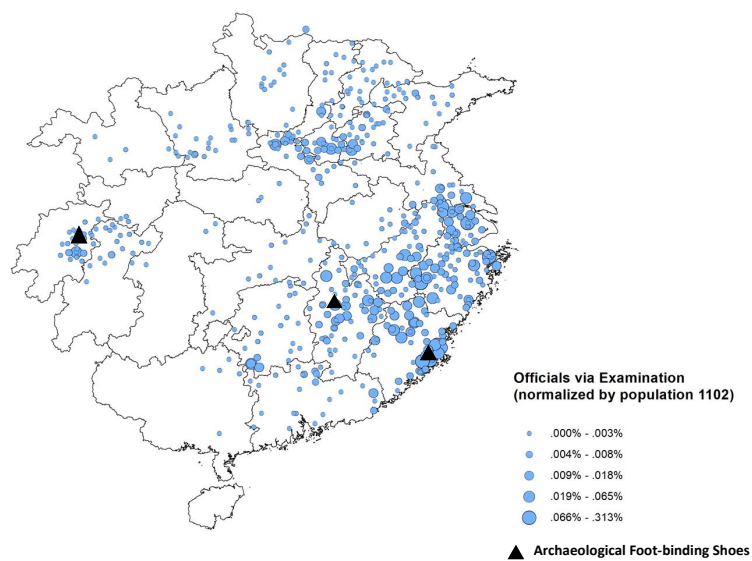 Officials via Examination
(normalized by population 1102)
.000% - .003%
.004% - .008%
.009% - .018%
.019% - .065%
.066% - .313%
Archaeological Foot-binding Shoes